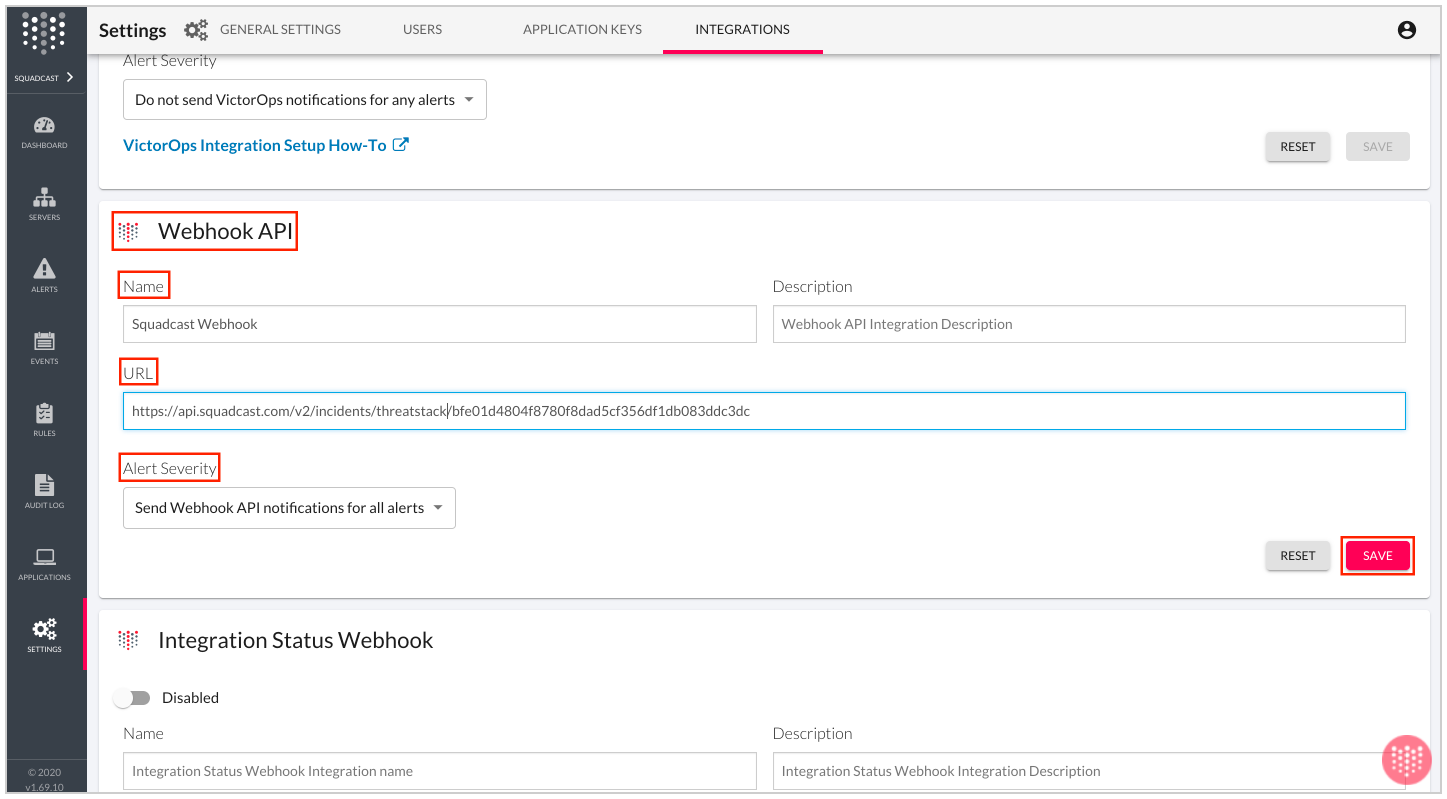 Settings GENERAL SETTINGS USERS APPLICATION KEYS INTEGRATIONS
SQUADCAST
DASHBOARD
SERVERS
ALERTS
EVENTS
RULES
AUDIT LOG
APPLICATIONS
SETTINGS
© 2020
v1.69.10
Alert Severity
Do not send VictorOps notifications for any alerts
VictorOps Integration Setup How-To
RESET SAVE
Webhook API
Name Description
Squadcast Webhook Webhook API Integration Description
URL
https://api.squadcast.com/v2/incidents/threatstack/bfe01d4804f8780f8dad5cf356df1db083ddc3dc
Alert Severity
Send Webhook API notifications for all alerts
RESET SAVE
Integration Status Webhook
Disabled
Name Description
Integration Status Webhook Integration name Integration Status Webhook Integration Description